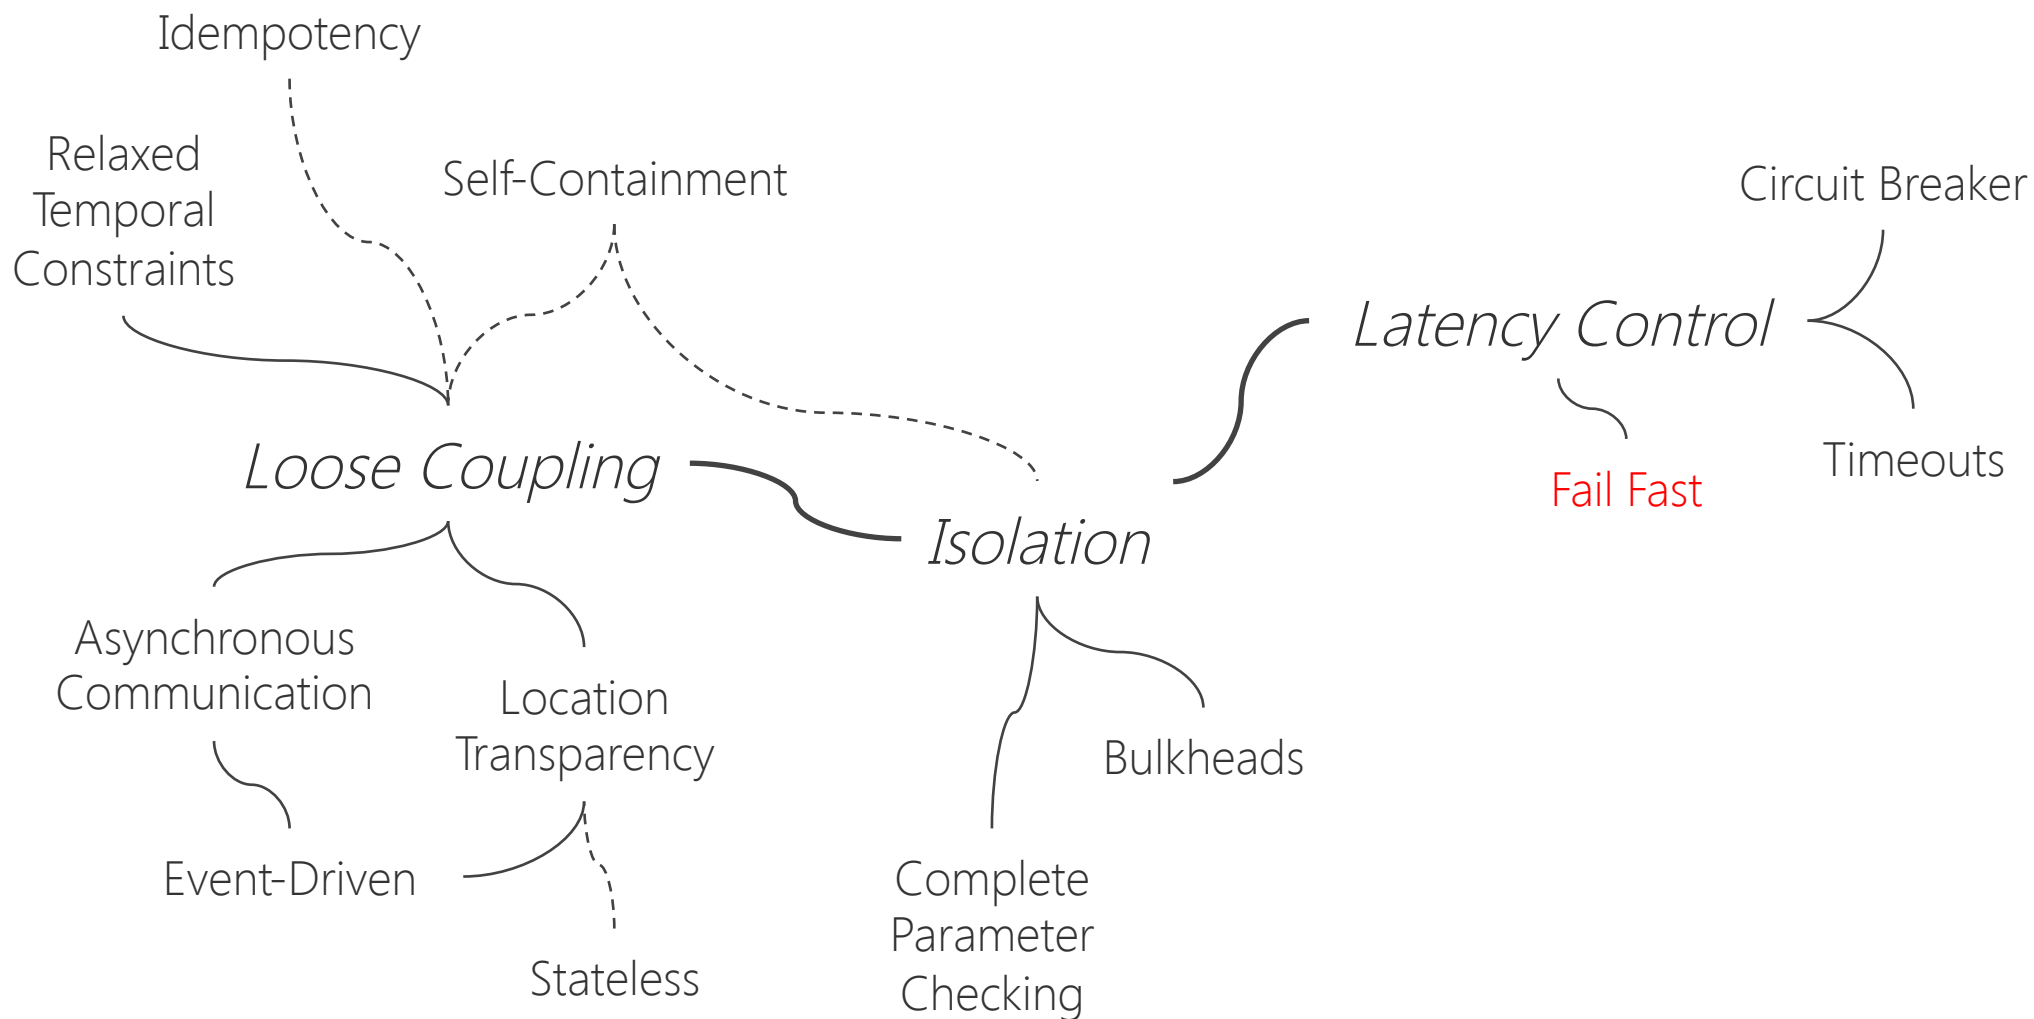 Idempotency
Relaxed
Temporal
Constraints
Self-Containment
Circuit Breaker
Latency Control
Loose Coupling
Timeouts
Fail Fast
Isolation
Asynchronous
Communication
Location
Transparency
Bulkheads
Event-Driven
Complete
Parameter
Checking
Stateless